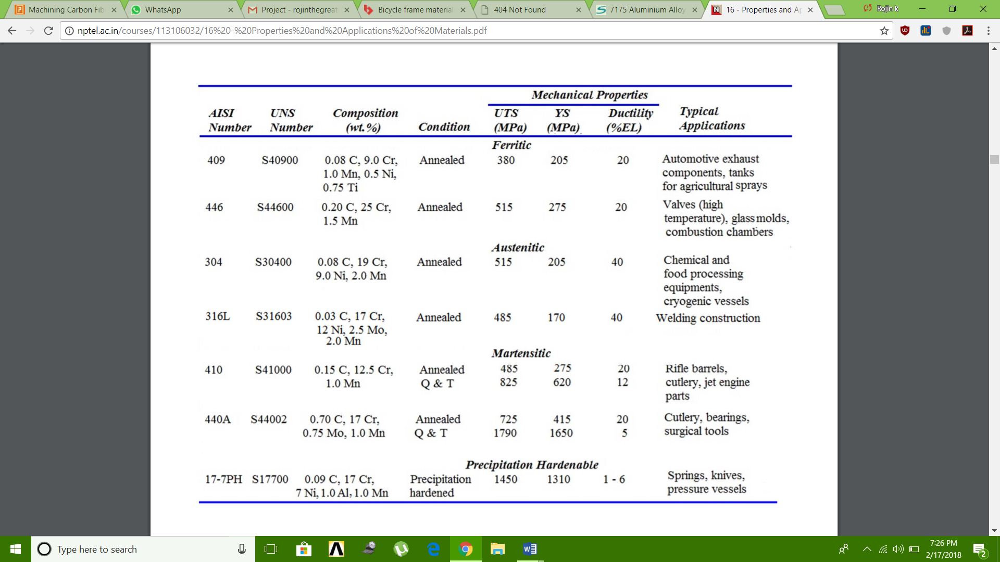 Machining Carbon Fib
WhatsApp
Project - rojinthegreat
Bicycle frame material
404 Not Found
7175 Aluminium Alloy
16 - Properties and Ap
Rojin k
nptel.ac.in/courses/113106032/16%20-%20Properties%20and%20Applications%20of%20Materials.pdf
Mechanical Properties
AISI Number UNS Number Composition (wt.%) Condition UTS (MPa) YS (MPa) Ductility (%EL) Typical Applications
Ferritic
409 S40900 0.08 C, 9.0 Cr, Annealed 380 205 20 Automotive exhaust
1.0 Mn, 0.5 Ni, components, tanks
0.75 Ti for agricultural sprays
446 S44600 0.20 C, 25 Cr, Annealed 515 275 20 Valves (high
1.5 Mn temperature), glass molds,
combustion chambers
Austenitic
304 S30400 0.08 C, 19 Cr, Annealed 515 205 40 Chemical and
9.0 Ni, 2.0 Mn food processing
equipments,
cryogenic vessels
316L S31603 0.03 C, 17 Cr, Annealed 485 170 40 Welding construction
12 Ni, 2.5 Mo,
2.0 Mn
Martensitic
410 S41000 0.15 C, 12.5 Cr, Annealed 485 275 20 Rifle barrels,
1.0 Mn Q & T 825 620 12 cutlery, jet engine
parts
440A S44002 0.70 C, 17 Cr, Annealed 725 415 20 Cutlery, bearings,
0.75 Mo, 1.0 Mn Q & T 1790 1650 5 surgical tools
Precipitation Hardenable
17-7PH S17700 0.09 C, 17 Cr, Precipitation 1450 1310 1 - 6 Springs, knives,
7 Ni, 1.0 Al, 1.0 Mn hardened pressure vessels
Type here to search
7:26 PM
2/17/2018
2